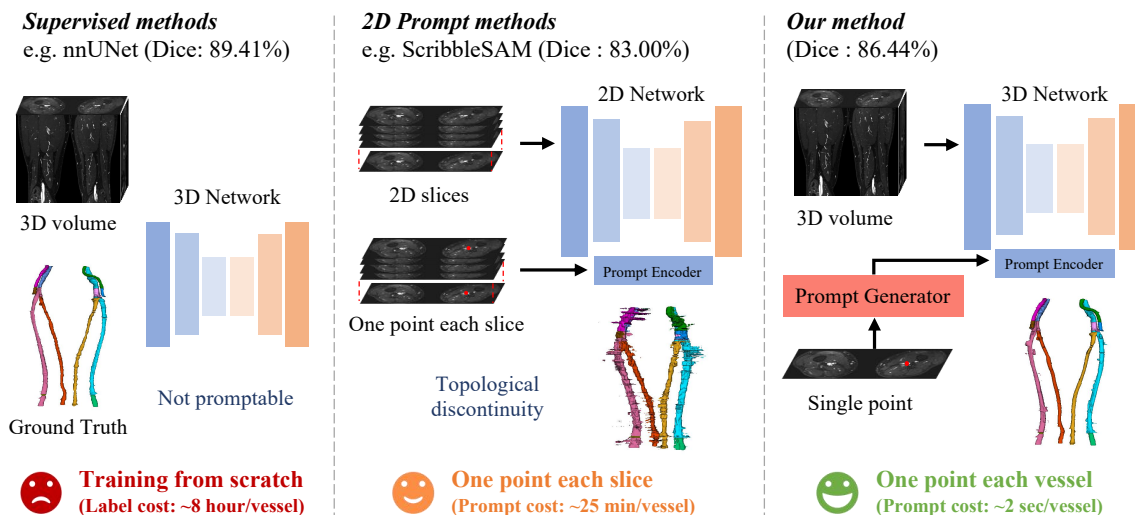 Supervised methods
e.g. nnUNet (Dice: 89.41%)
3D volume
3D Network
Not promptable
Ground Truth
Training from scratch
(Label cost: ~8 hour/vessel)
2D Prompt methods
e.g. ScribbleSAM (Dice : 83.00%)
2D Network
2D slices
Prompt Encoder
One point each slice
Topological
discontinuity
One point each slice
(Prompt cost: ~25 min/vessel)
Our method
(Dice : 86.44%)
3D Network
3D volume
Prompt Encoder
Prompt Generator
Single point
One point each vessel
(Prompt cost: ~2 sec/vessel)